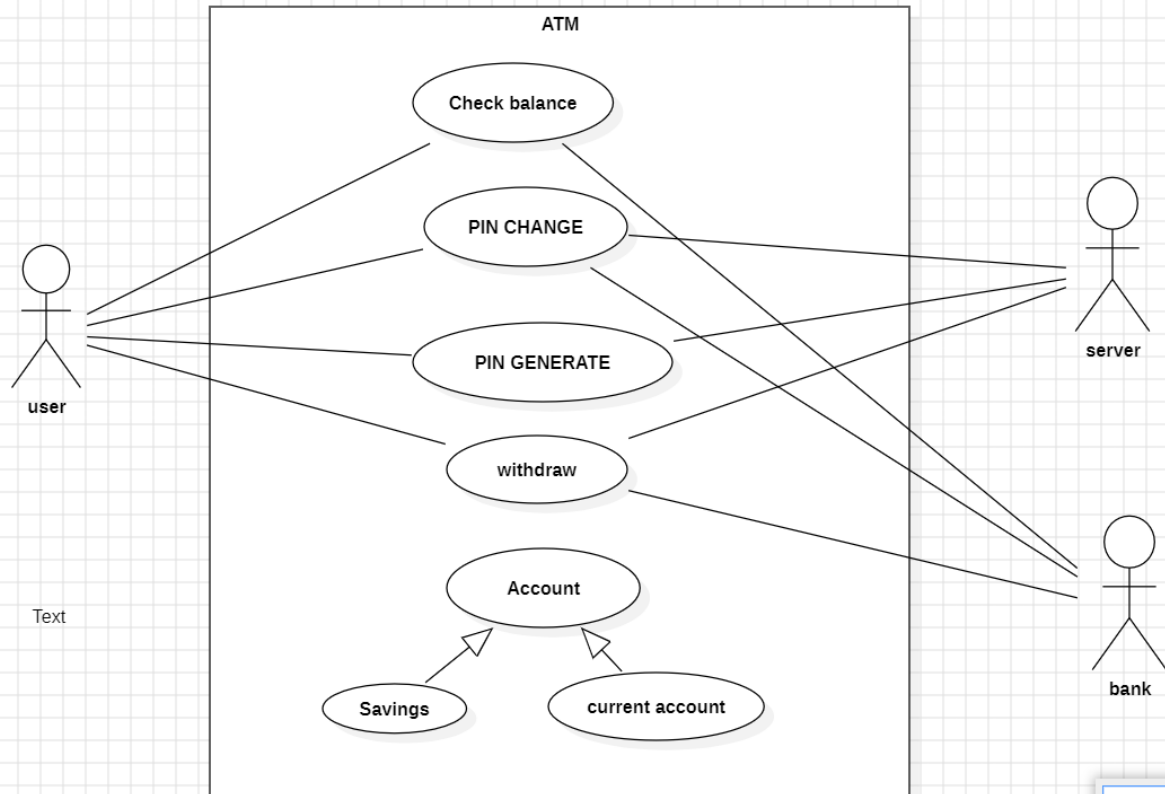 ATM
Check balance
PIN CHANGE
PIN GENERATE
withdraw
Account
Savings
current account
user
Text
server
bank